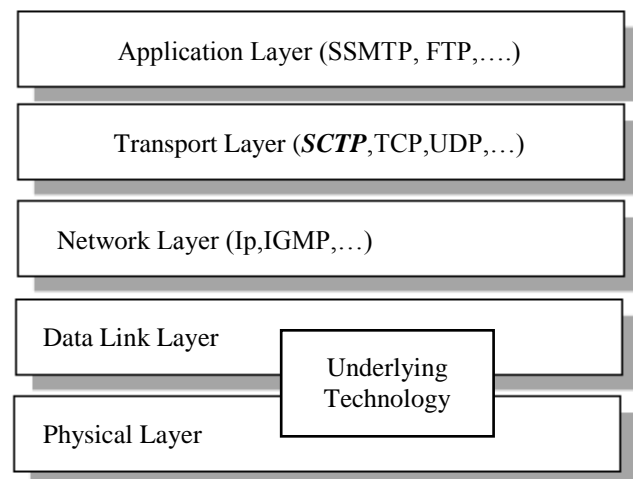 Application Layer (SSMTP, FTP,….)
Transport Layer (SCTP,TCP,UDP,…)
Network Layer (Ip,IGMP,…)
Data Link Layer
Underlying
Technology
Physical Layer